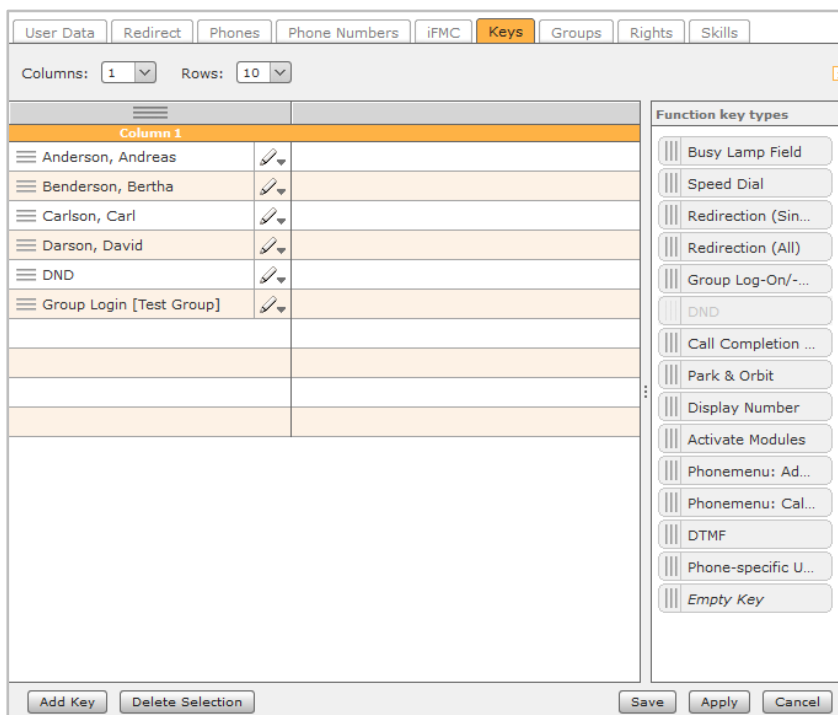 User Data Redirect Phones Phone Numbers iFMC Keys Groups Rights Skills
Columns: 1 Rows: 10
Function key types
Column 1
Anderson, Andreas
Benderson, Bertha
Carlson, Carl
Darson, David
DND
Group Login [Test Group]
Busy Lamp Field
Speed Dial
Redirection (Sin...
Redirection (All)
Group Log-On/-...
DND
Call Completion ...
Park & Orbit
Display Number
Activate Modules
Phonemenu: Ad...
Phonemenu: Cal...
DTMF
Phone-specific U...
Empty Key
Add Key Delete Selection Save Apply Cancel